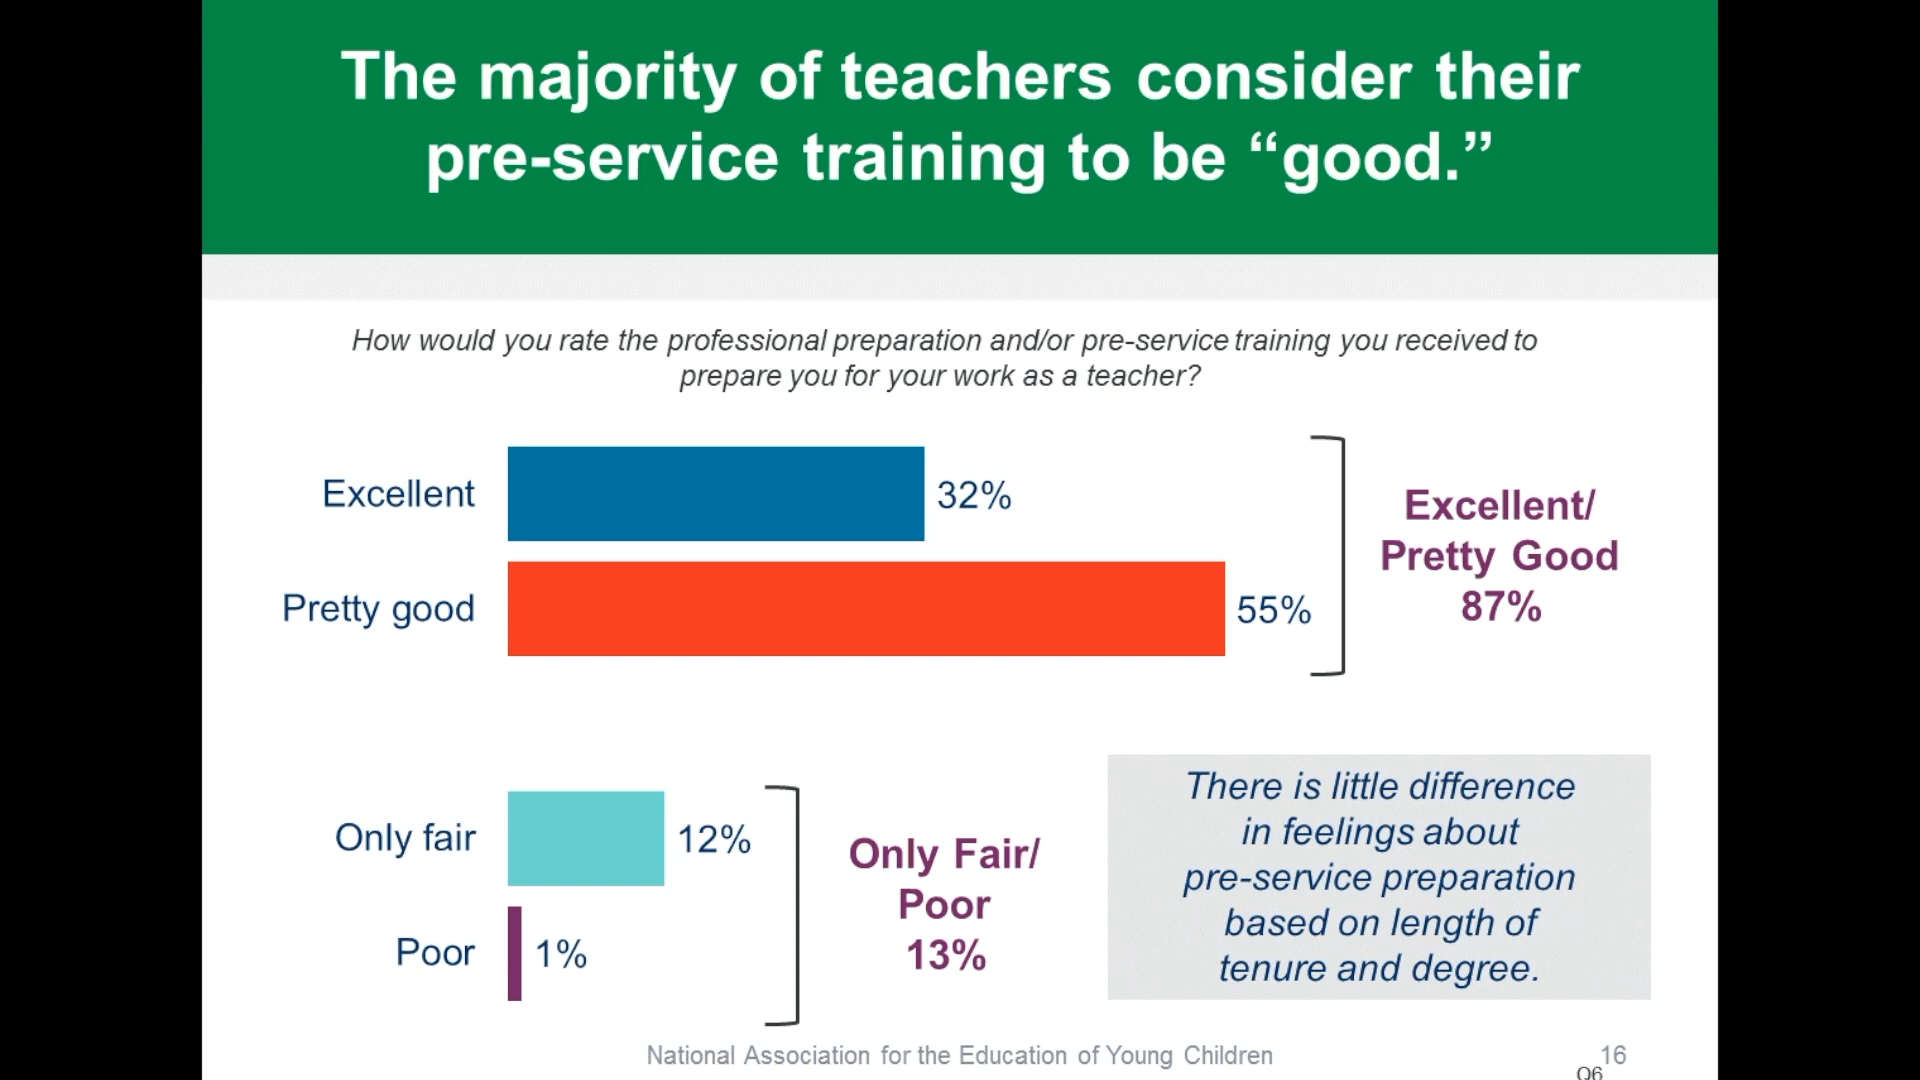 The majority of teachers consider their
pre-service training to be “good.”
How would you rate the professional preparation and/or pre-service training you received to
prepare you for your work as a teacher?
Excellent
32%
Pretty good
55%
Excellent/
Pretty Good
87%
Only fair
12%
Poor
1%
Only Fair/
Poor
13%
There is little difference
in feelings about
pre-service preparation
based on length of
tenure and degree.
National Association for the Education of Young Children
16
Q6